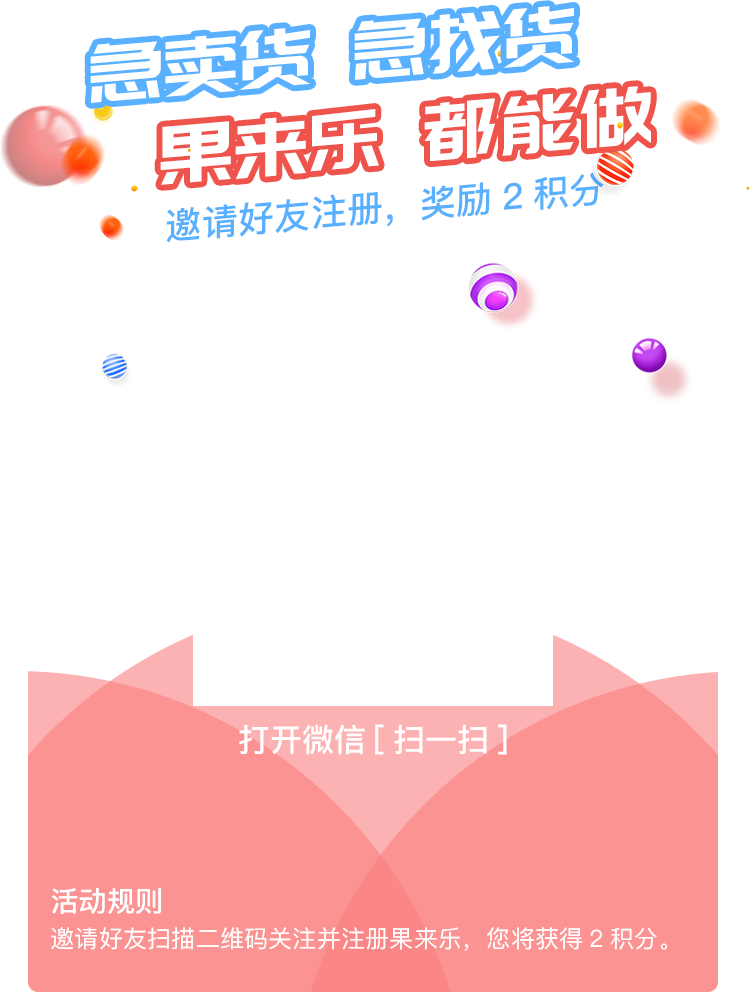 急卖货 急找货
果来乐 都能做
邀请好友注册，奖励 2 积分
打开微信[ 扫一扫 ]
活动规则
邀请好友扫描二维码关注并注册果来乐，您将获得 2 积分。